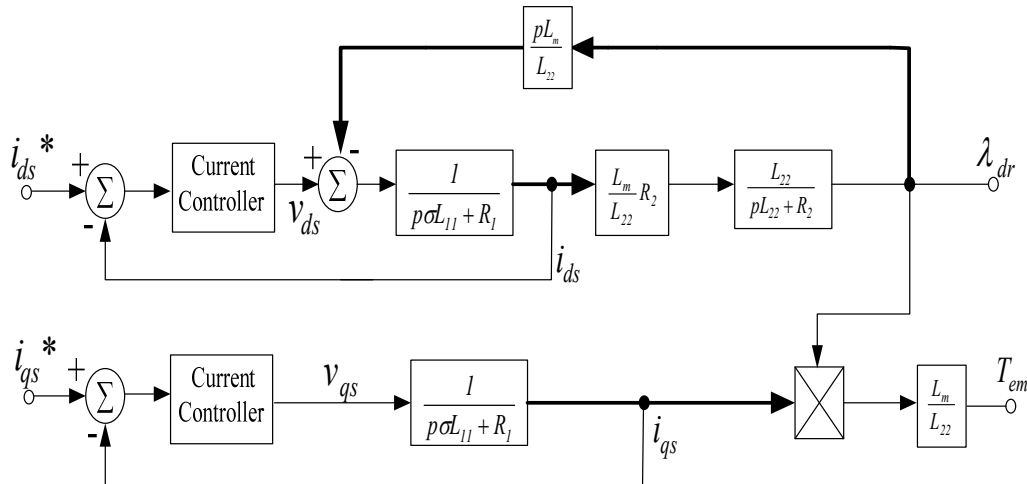 pL_m
L_22
i_ds*
+
-
Σ
Current
Controller
v_ds
+
-
Σ
1
pσL_11 + R_1
i_ds
L_m
L_22
R_2
L_22
pL_22 + R_2
λ_dr
i_qs*
+
-
Σ
Current
Controller
v_qs
1
pσL_11 + R_1
i_qs
L_m
L_22
T_em